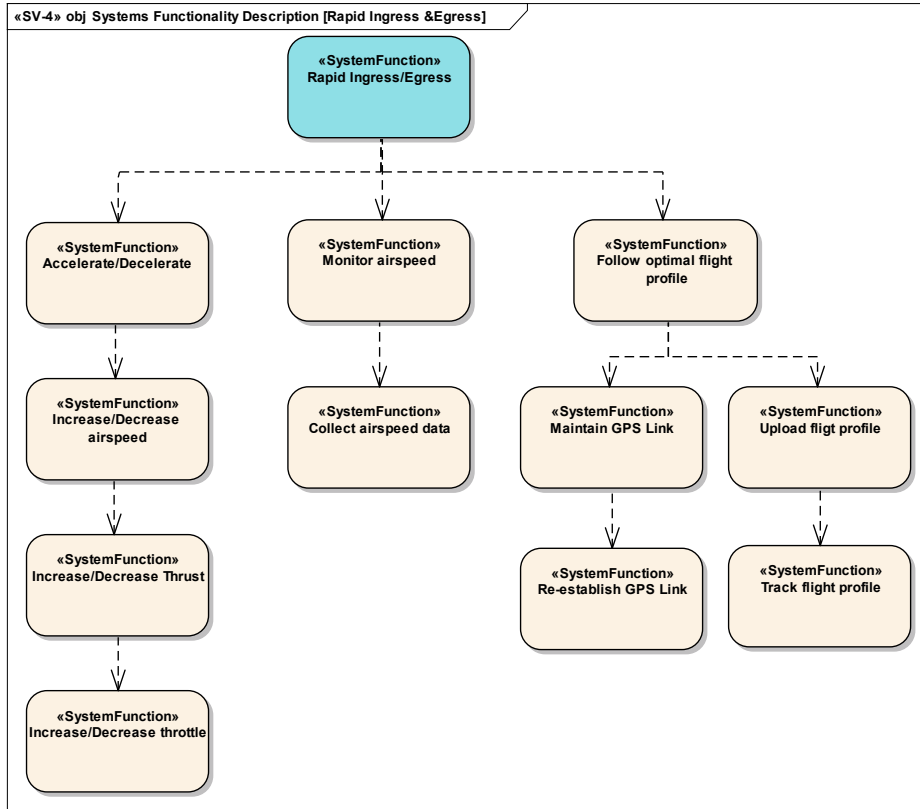 «SV-4» obj Systems Functionality Description [Rapid Ingress &Egress]
«SystemFunction»
Rapid Ingress/Egress
«SystemFunction»
Accelerate/Decelerate
«SystemFunction»
Monitor airspeed
«SystemFunction»
Follow optimal flight
profile
«SystemFunction»
Increase/Decrease
airspeed
«SystemFunction»
Collect airspeed data
«SystemFunction»
Maintain GPS Link
«SystemFunction»
Upload fligt profile
«SystemFunction»
Increase/Decrease Thrust
«SystemFunction»
Re-establish GPS Link
«SystemFunction»
Track flight profile
«SystemFunction»
Increase/Decrease throttle